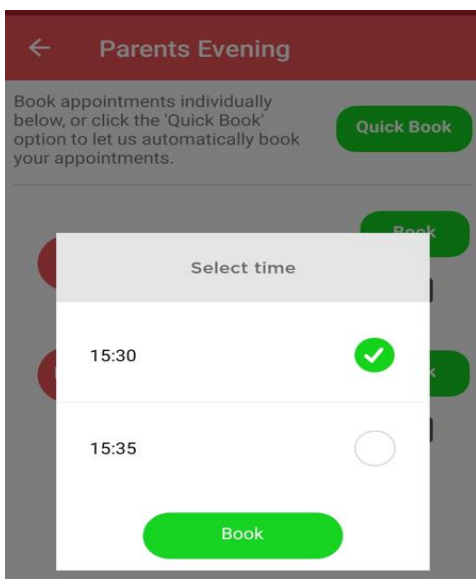 Parents Evening
Book appointments individually
below, or click the 'Quick Book'
option to let us automatically book
your appointments.
Quick Book
Book
Select time
15:30
15:35
Book